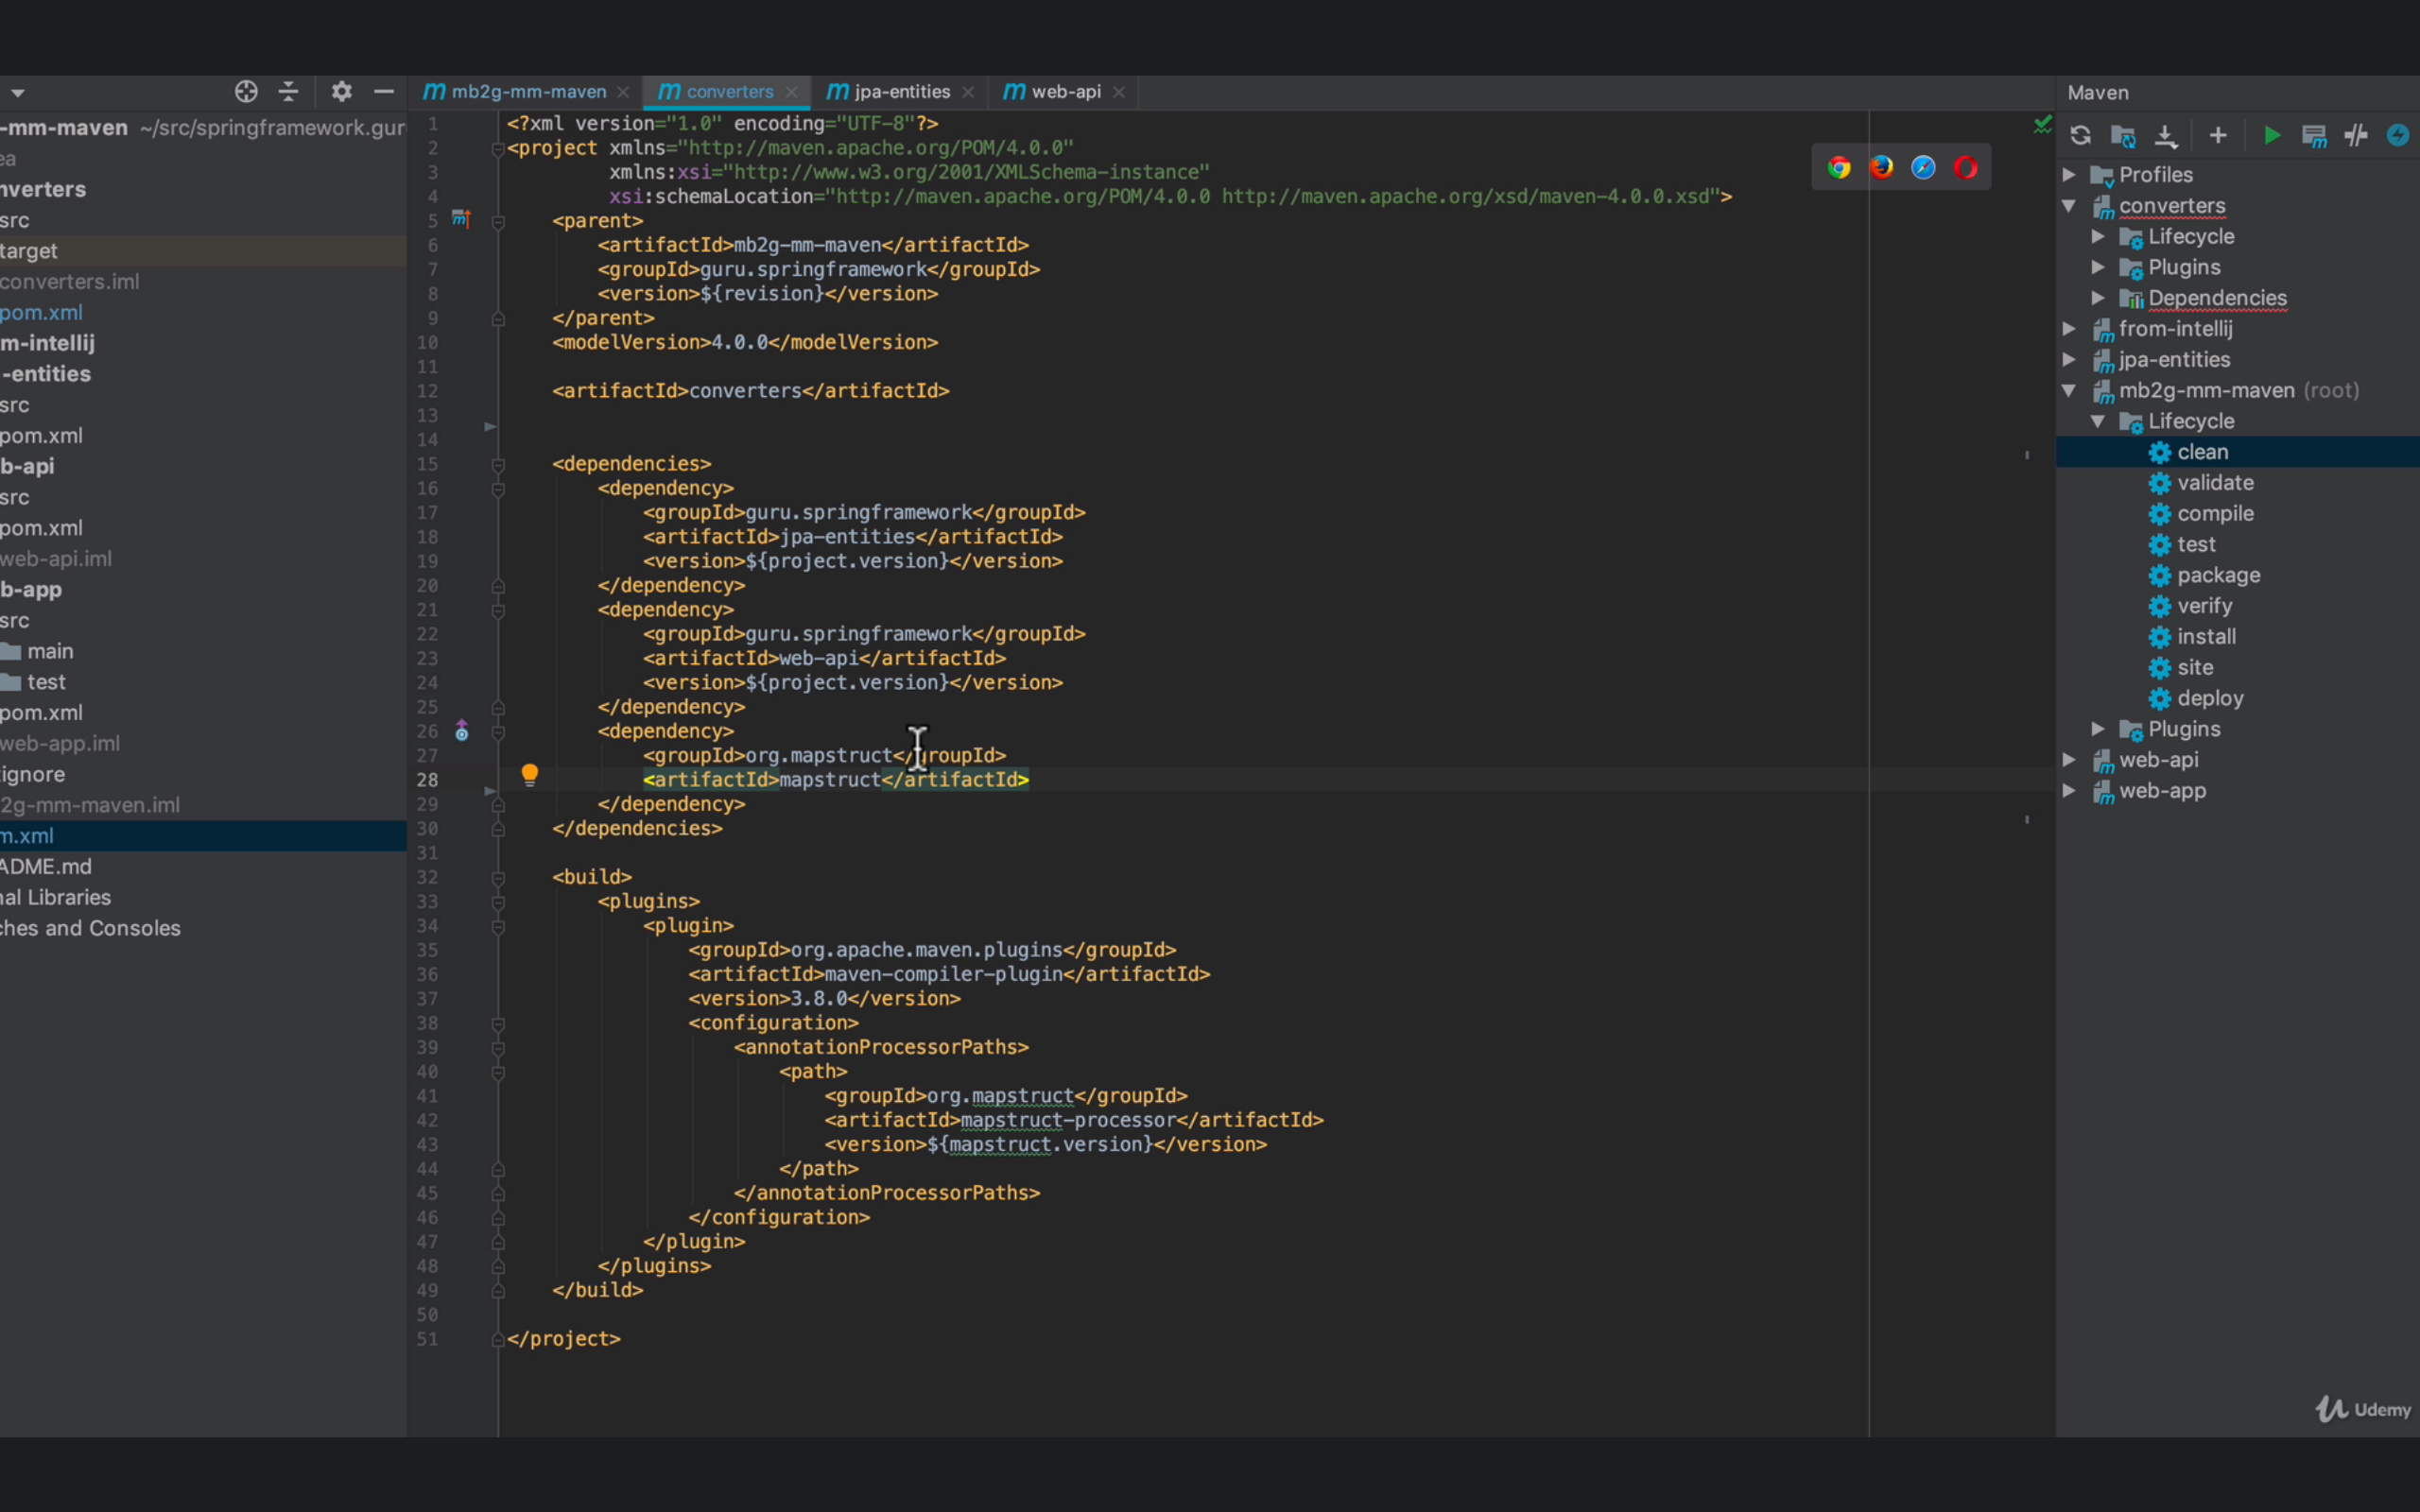 mb2g-mm-maven
converters
jpa-entities
web-api
Maven
-mm-maven ~/src/springframework.gur
ea
nverters
src
target
converters.iml
pom.xml
m-intellij
-entities
src
pom.xml
b-api
src
pom.xml
web-api.iml
b-app
src
main
test
pom.xml
web-app.iml
ignore
2g-mm-maven.iml
m.xml
ADME.md
nal Libraries
ches and Consoles
1 <?xml version="1.0" encoding="UTF-8"?>
2 <project xmlns="http://maven.apache.org/POM/4.0.0"
3 xmlns:xsi="http://www.w3.org/2001/XMLSchema-instance"
4 xsi:schemaLocation="http://maven.apache.org/POM/4.0.0 http://maven.apache.org/xsd/maven-4.0.0.xsd">
5 <parent>
6 <artifactId>mb2g-mm-maven</artifactId>
7 <groupId>guru.springframework</groupId>
8 <version>${revision}</version>
9 </parent>
10 <modelVersion>4.0.0</modelVersion>
11
12 <artifactId>converters</artifactId>
13
14
15 <dependencies>
16 <dependency>
17 <groupId>guru.springframework</groupId>
18 <artifactId>jpa-entities</artifactId>
19 <version>${project.version}</version>
20 </dependency>
21 <dependency>
22 <groupId>guru.springframework</groupId>
23 <artifactId>web-api</artifactId>
24 <version>${project.version}</version>
25 </dependency>
26 <dependency>
27 <groupId>org.mapstruct</groupId>
28 <artifactId>mapstruct</artifactId>
29 </dependency>
30 </dependencies>
31
32 <build>
33 <plugins>
34 <plugin>
35 <groupId>org.apache.maven.plugins</groupId>
36 <artifactId>maven-compiler-plugin</artifactId>
37 <version>3.8.0</version>
38 <configuration>
39 <annotationProcessorPaths>
40 <path>
41 <groupId>org.mapstruct</groupId>
42 <artifactId>mapstruct-processor</artifactId>
43 <version>${mapstruct.version}</version>
44 </path>
45 </annotationProcessorPaths>
46 </configuration>
47 </plugin>
48 </plugins>
49 </build>
50
51 </project>
Profiles
converters
Lifecycle
Plugins
Dependencies
from-intellij
jpa-entities
mb2g-mm-maven (root)
Lifecycle
clean
validate
compile
test
package
verify
install
site
deploy
Plugins
web-api
web-app
Udemy